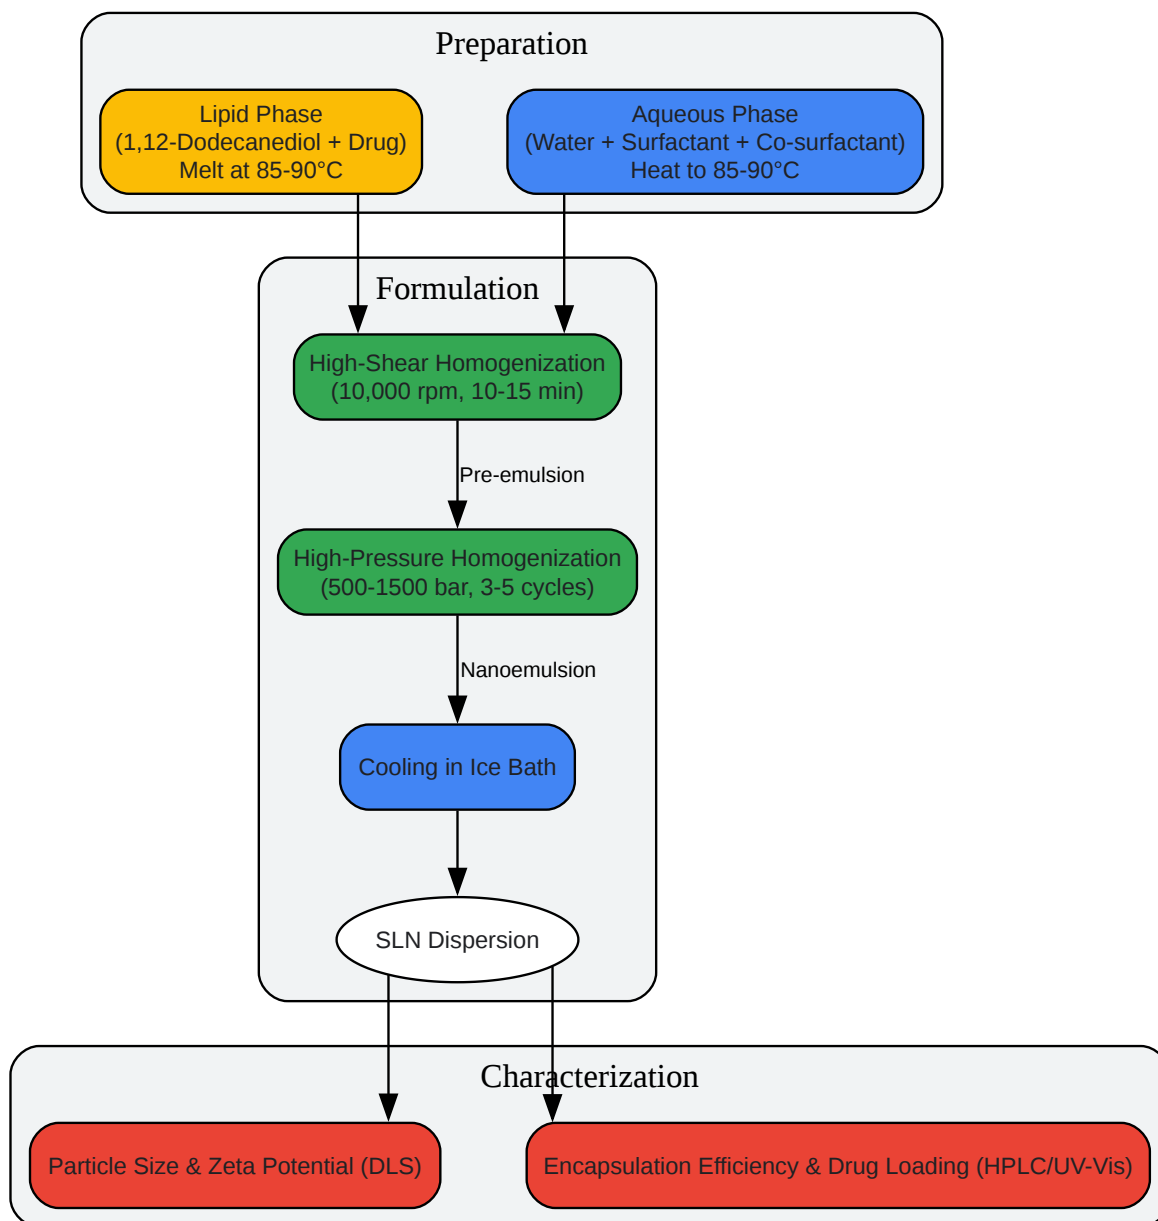 Preparation
Lipid Phase
(1,12-Dodecanediol + Drug)
Melt at 85-90°C
Aqueous Phase
(Water + Surfactant + Co-surfactant)
Heat to 85-90°C
Formulation
High-Shear Homogenization
(10,000 rpm, 10-15 min)
Pre-emulsion
High-Pressure Homogenization
(500-1500 bar, 3-5 cycles)
Nanoemulsion
Cooling in Ice Bath
SLN Dispersion
Characterization
Particle Size & Zeta Potential (DLS)
Encapsulation Efficiency & Drug Loading (HPLC/UV-Vis)